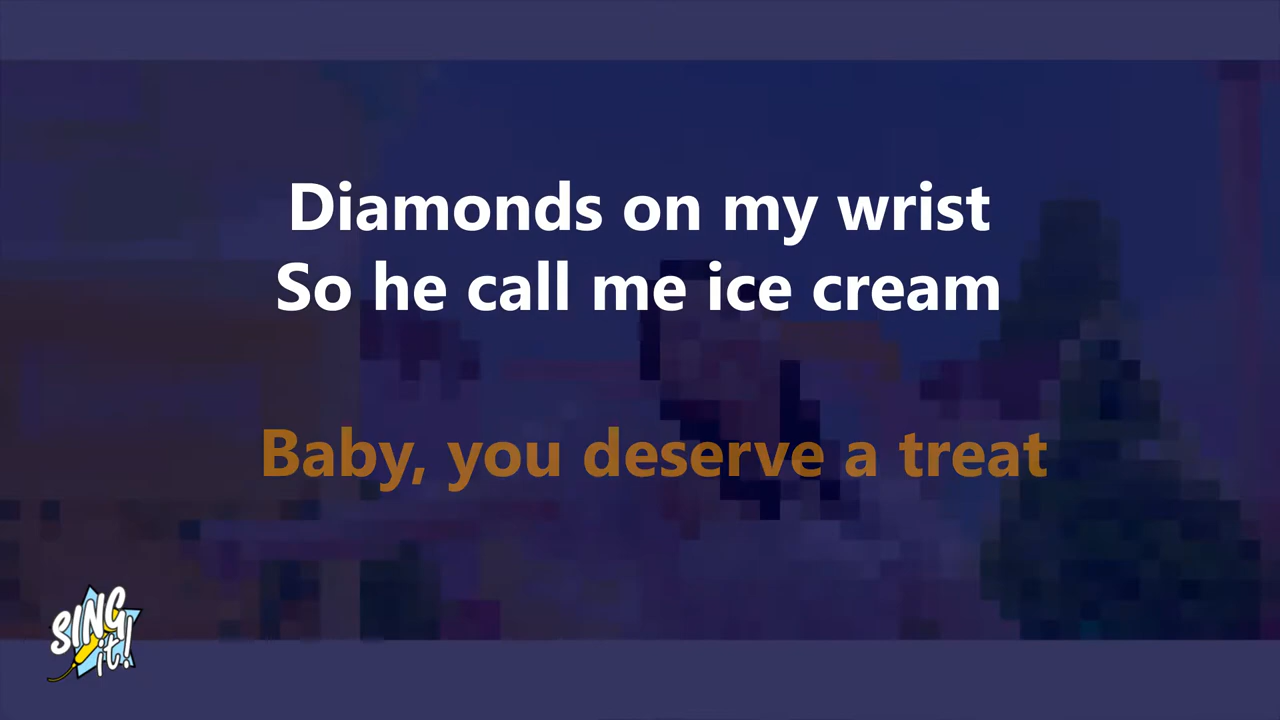 Diamonds on my wrist
So he call me ice cream
Baby, you deserve a treat
SING
it!